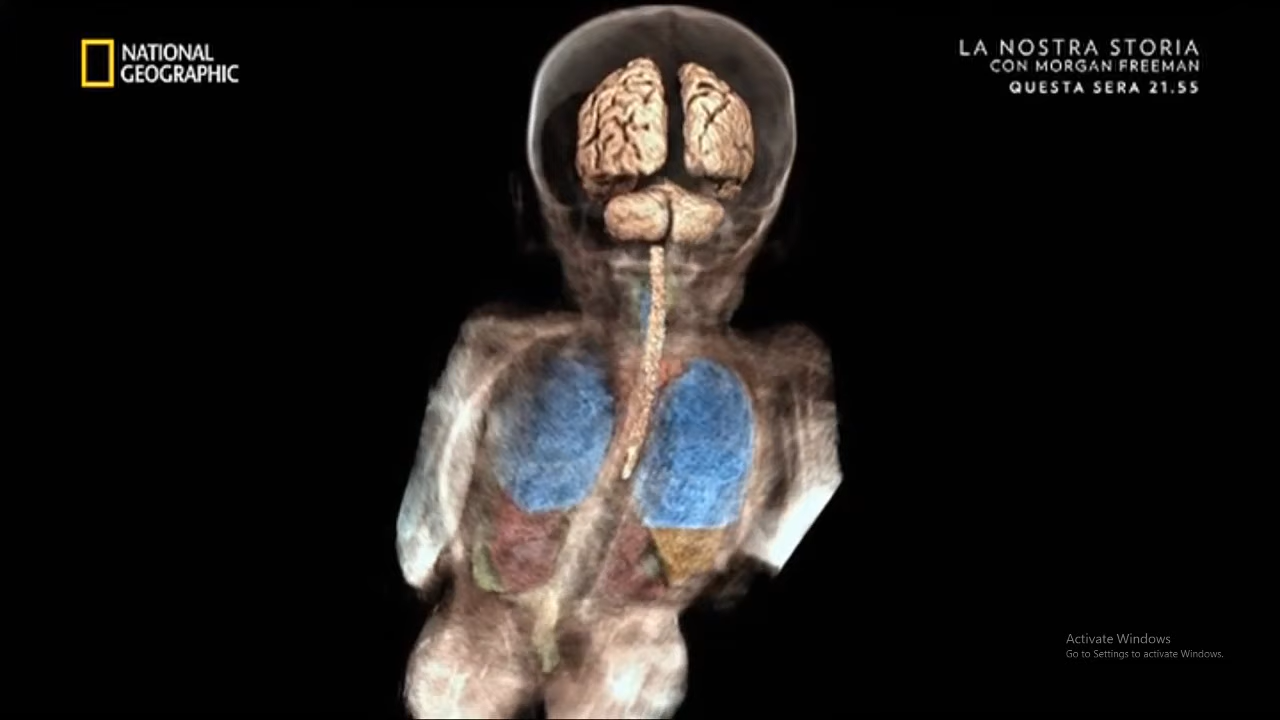 NATIONAL
GEOGRAPHIC
LA NOSTRA STORIA
CON MORGAN FREEMAN
QUESTA SERA 21.55
Activate Windows
Go to Settings to activate Windows.